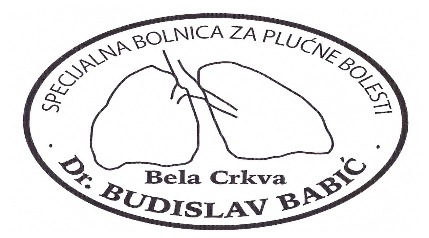 SPECIJALNA BOLNICA ZA PLUĆNE BOLESTI
Bela Crkva
Dr. BUDISLAV BABIĆ